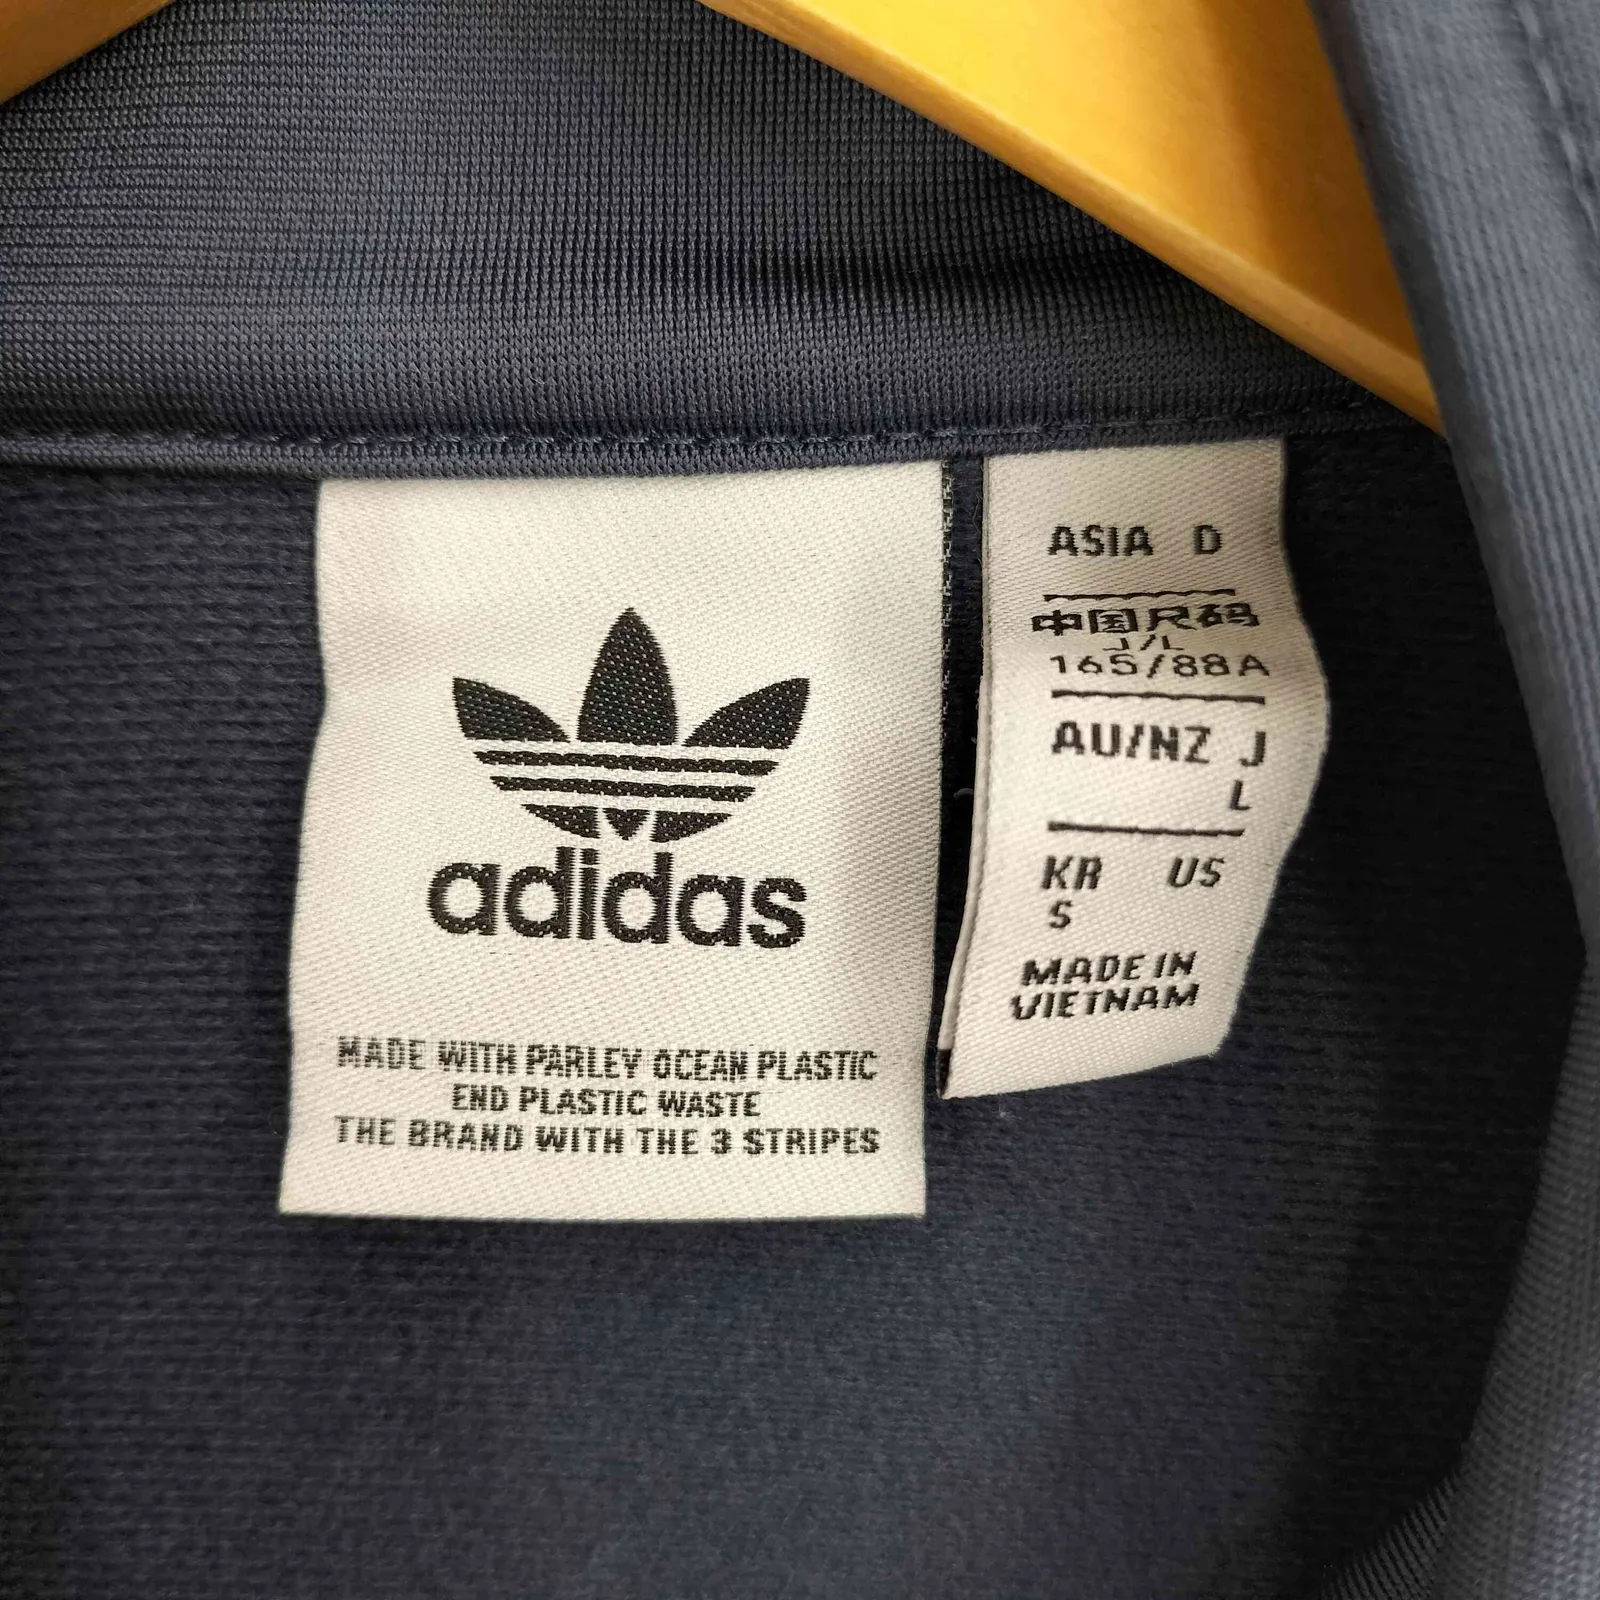 adidas
MADE WITH PARLEY OCEAN PLASTIC
END PLASTIC WASTE
THE BRAND WITH THE 3 STRIPES
ASIA D
中国尺码
J/L
165/88A
AU/NZ J
L
KR US
S
MADE IN
VIETNAM